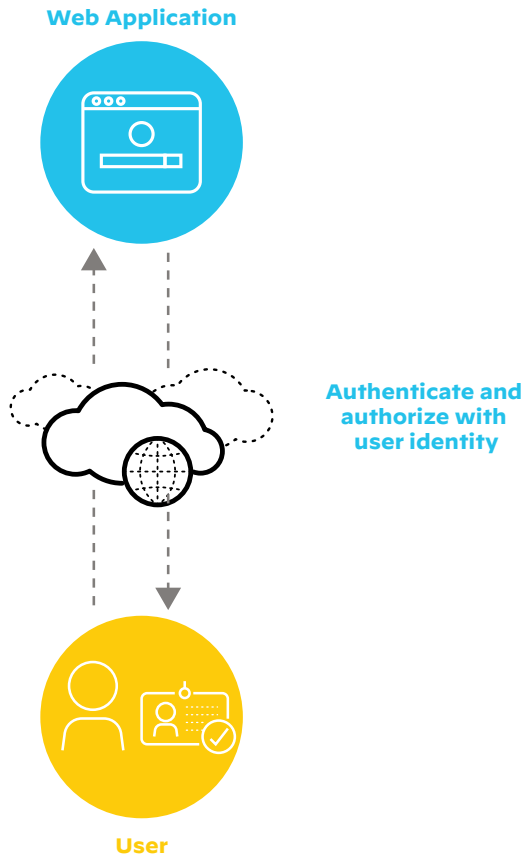 Web Application
Authenticate and
authorize with
user identity
User